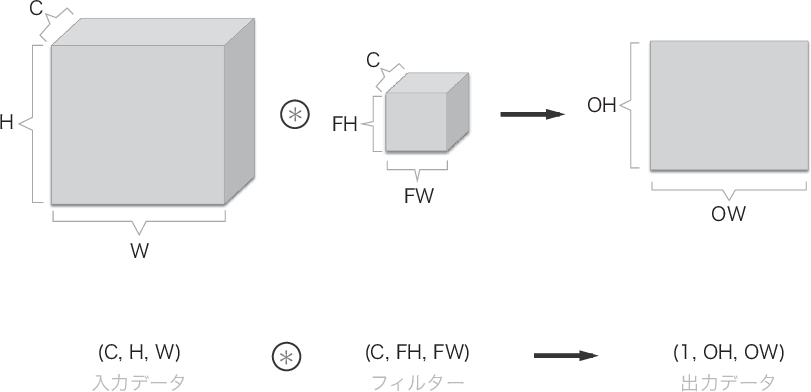 C
H
W
C
FH
FW
OH
OW
(C, H, W)
(C, FH, FW)
(1, OH, OW)
入力データ
フィルター
出力データ